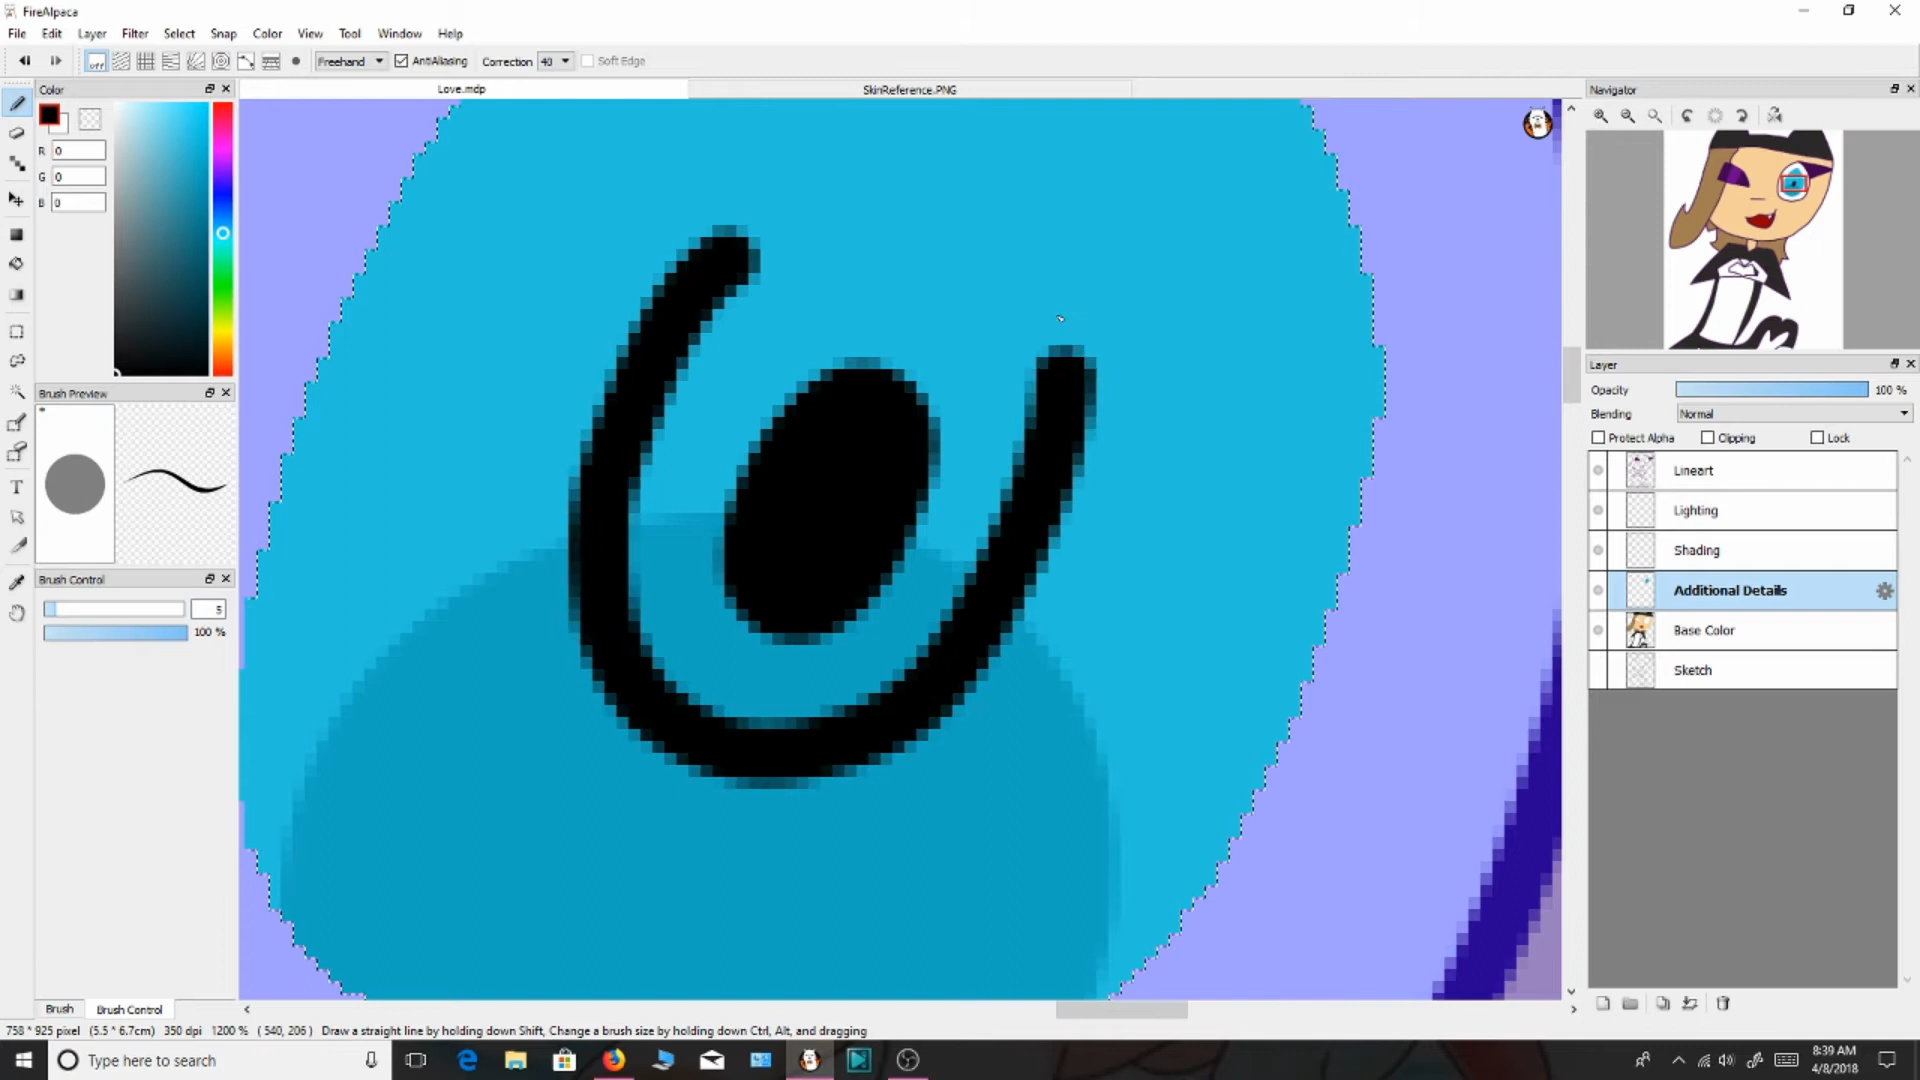 FireAlpaca
File Edit Layer Filter Select Snap Color View Tool Window Help
off Freehand AntiAliasing Correction 40 Soft Edge
Color Love.mdp SkinReference.PNG Navigator
R 0
G 0
B 0
Brush Preview
Layer
Opacity 100 %
Blending Normal
Protect Alpha Clipping Lock
Lineart
Lighting
Shading
Additional Details
Base Color
Sketch
Brush Control
5
100 %
Brush Brush Control
758 * 925 pixel (5.5 * 6.7cm) 350 dpi 1200 % ( 540, 206 ) Draw a straight line by holding down Shift, Change a brush size by holding down Ctrl, Alt, and dragging
Type here to search
8:39 AM
4/8/2018